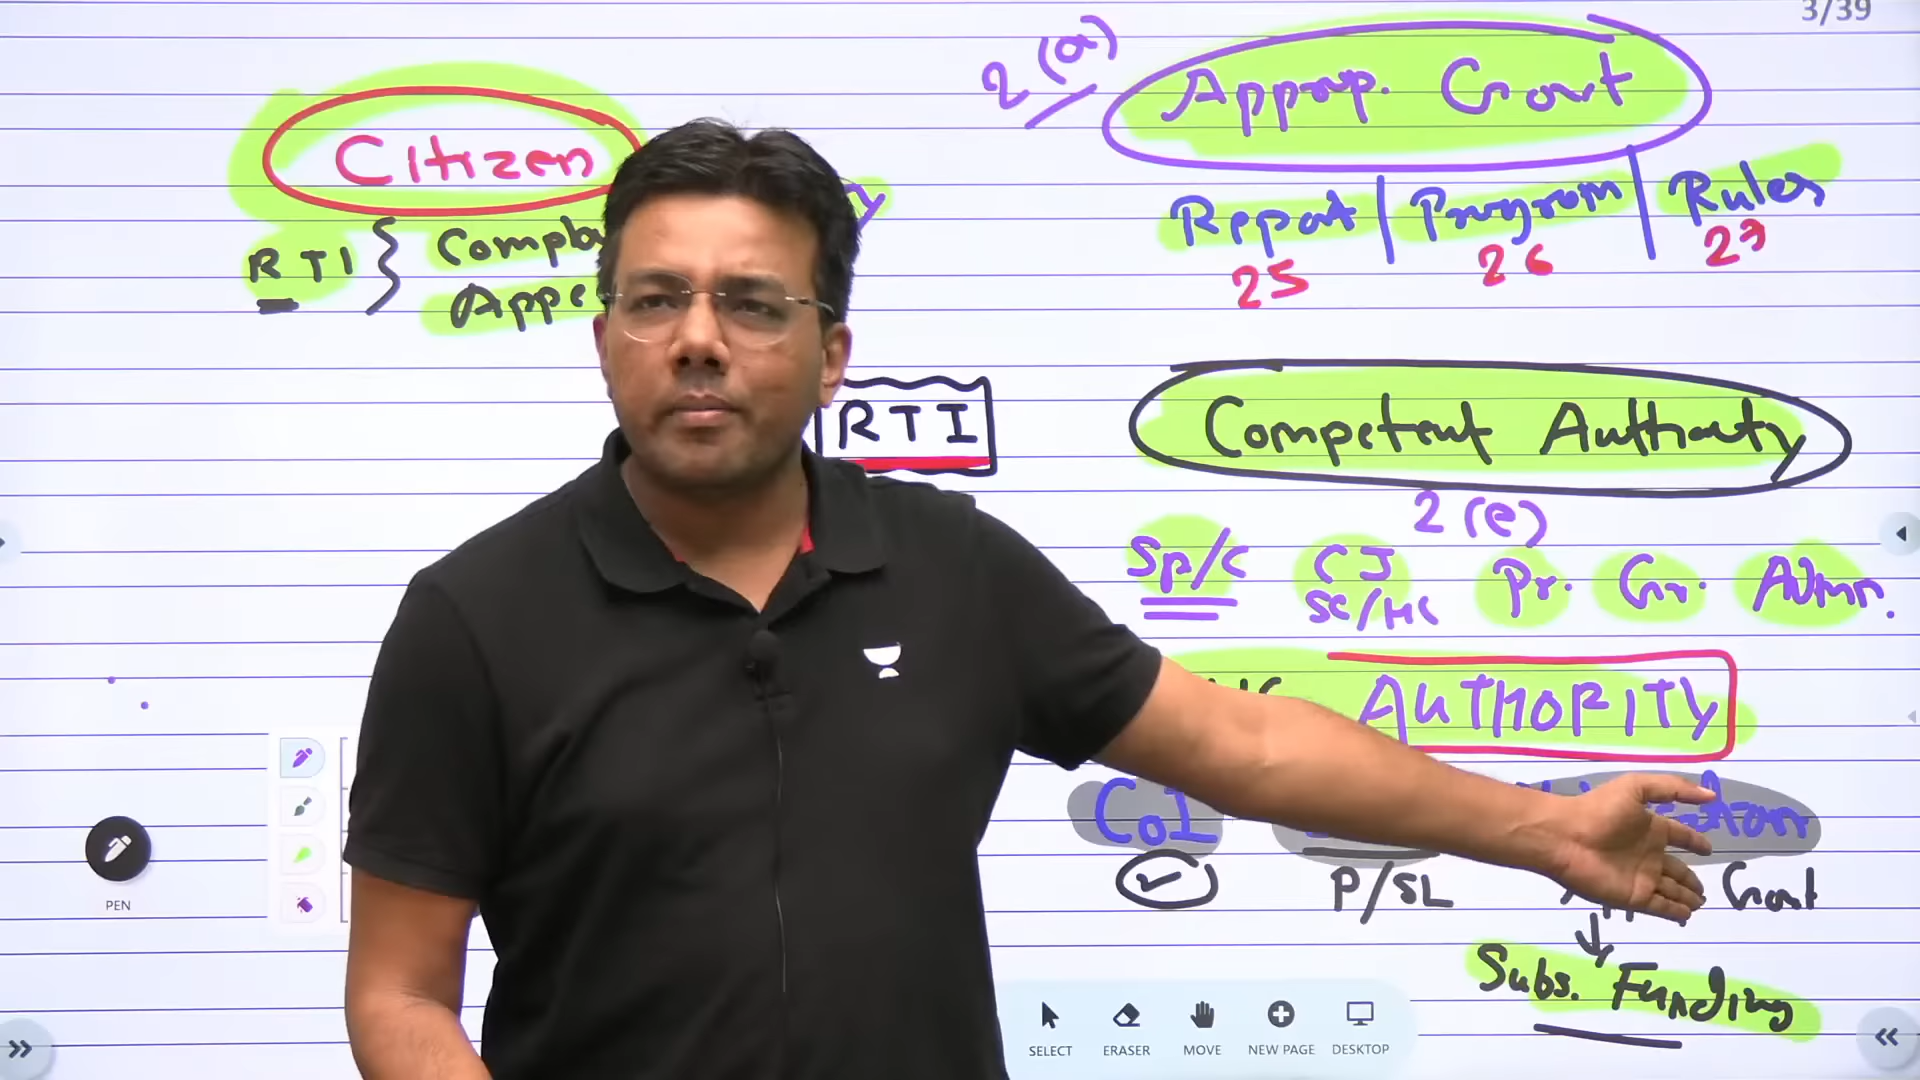 3/39
2(a)
Approp. Govt
Citizen
Report | Program | Rules
25 26 27
RTI
Appe
RTI
Competent Authority
2(e)
Sp/C CJ Pr. Gr. Admn.
SC/HC
AUTHORITY
CoI
P/SL Govt
Subs. Funding
PEN
SELECT ERASER MOVE NEW PAGE DESKTOP